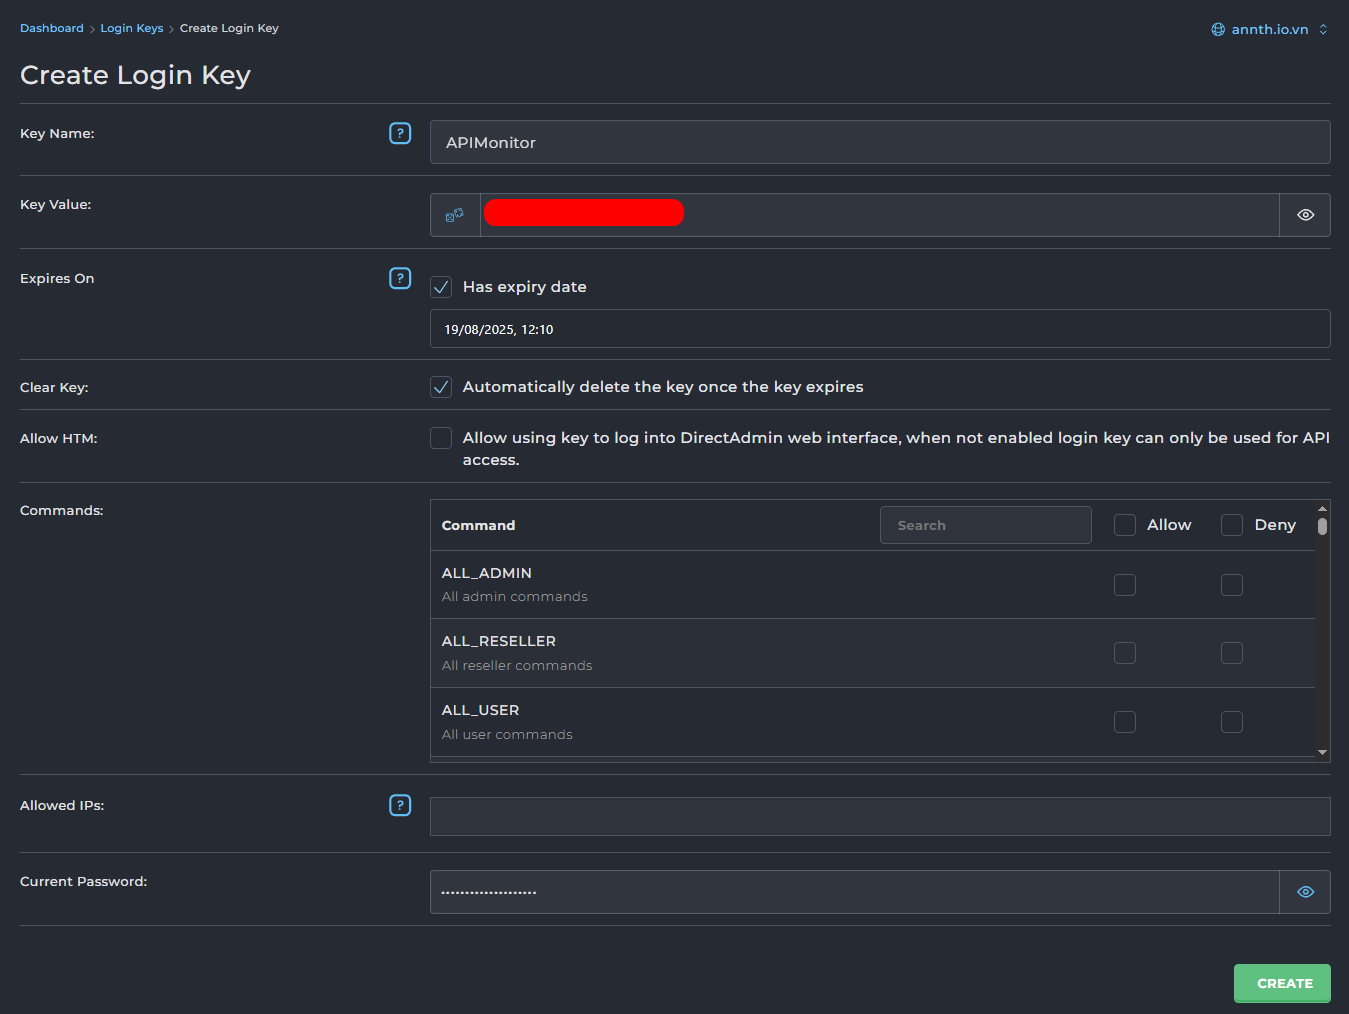 Dashboard > Login Keys > Create Login Key
annth.io.vn
Create Login Key
Key Name:
?
APIMonitor
Key Value:
Expires On
?
Has expiry date
19/08/2025, 12:10
Clear Key:
Automatically delete the key once the key expires
Allow HTM:
Allow using key to log into DirectAdmin web interface, when not enabled login key can only be used for API
access.
Commands:
Command
Search
Allow
Deny
ALL_ADMIN
All admin commands
ALL_RESELLER
All reseller commands
ALL_USER
All user commands
Allowed IPs:
?
Current Password:
CREATE